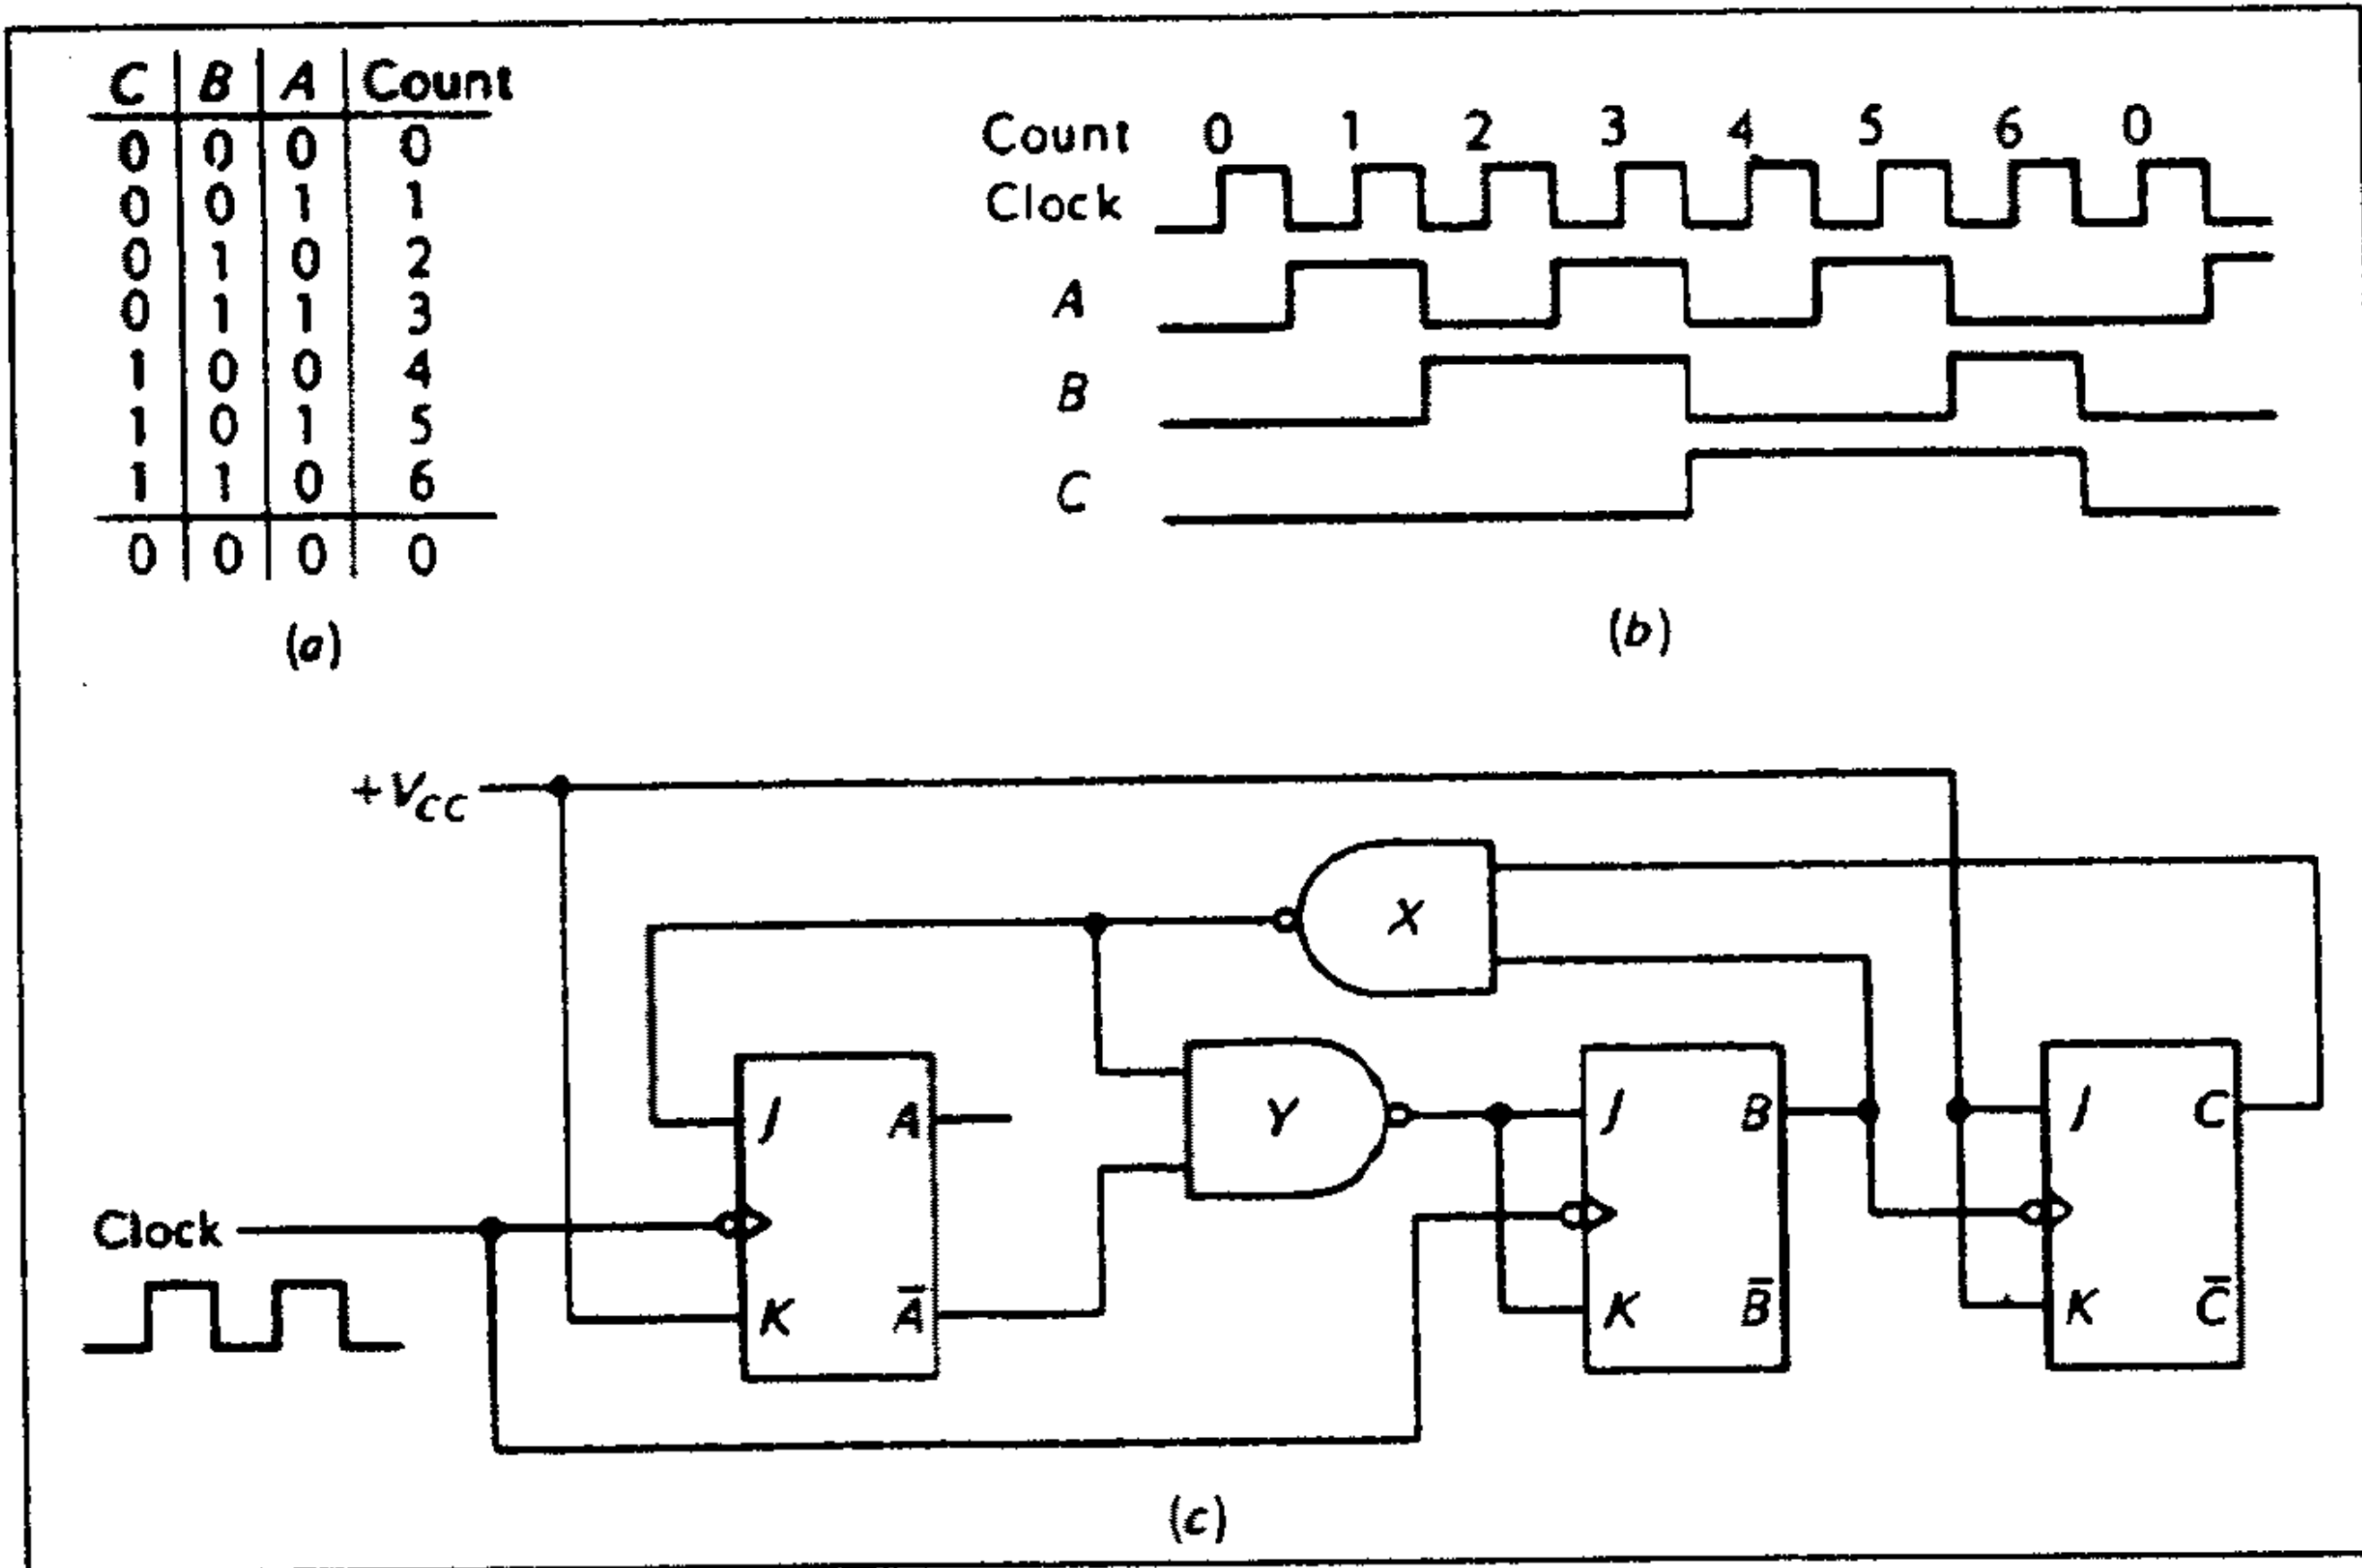 C B A Count
0 0 0 0
0 0 1 1
0 1 0 2
0 1 1 3
1 0 0 4
1 0 1 5
1 1 0 6
0 0 0 0
(a)
Count 0 1 2 3 4 5 6 0
Clock
A
B
C
(b)
+VCC
X
J A
Y
J B
J C
Clock
K A̅
K B̅
K C̅
(c)